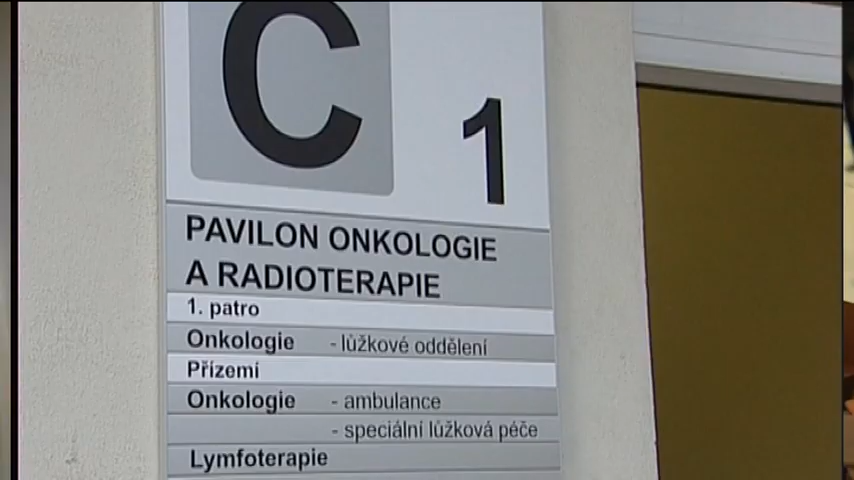 C 1
PAVILON ONKOLOGIE
A RADIOTERAPIE
1. patro
Onkologie - lůžkové oddělení
Přízemí
Onkologie - ambulance
- speciální lůžková péče
Lymfoterapie